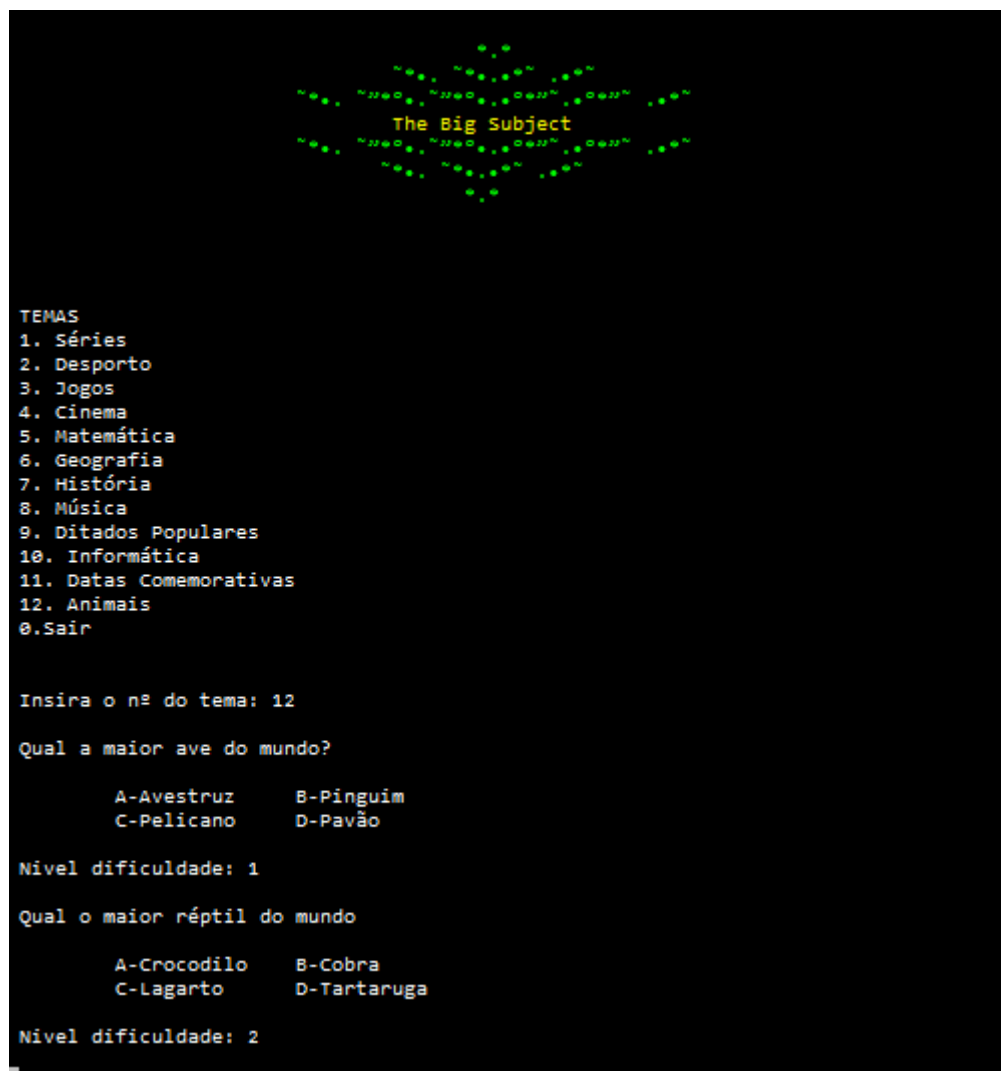 The Big Subject
TEMAS
1. Séries
2. Desporto
3. Jogos
4. Cinema
5. Matemática
6. Geografia
7. História
8. Música
9. Ditados Populares
10. Informática
11. Datas Comemorativas
12. Animais
0.Sair
Insira o nº do tema: 12
Qual a maior ave do mundo?
A-Avestruz B-Pinguim
C-Pelicano D-Pavão
Nivel dificuldade: 1
Qual o maior réptil do mundo
A-Crocodilo B-Cobra
C-Lagarto D-Tartaruga
Nivel dificuldade: 2